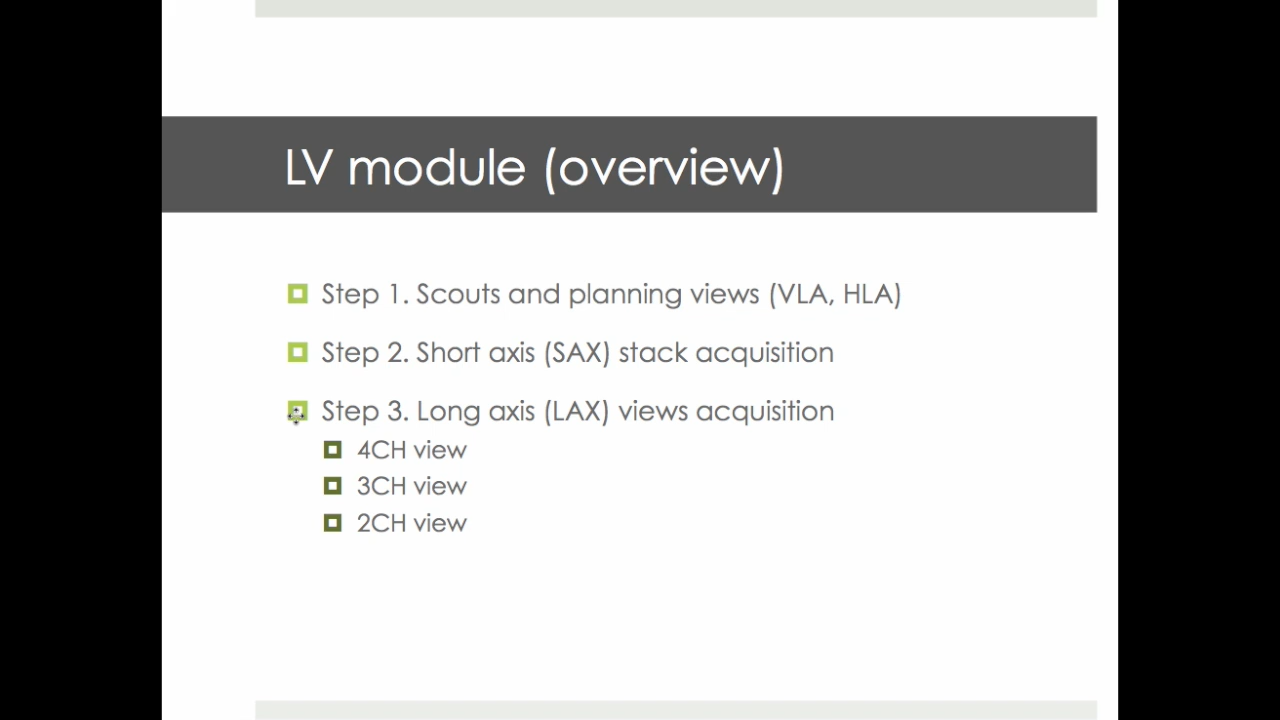 LV module (overview)
Step 1. Scouts and planning views (VLA, HLA)
Step 2. Short axis (SAX) stack acquisition
Step 3. Long axis (LAX) views acquisition
4CH view
3CH view
2CH view